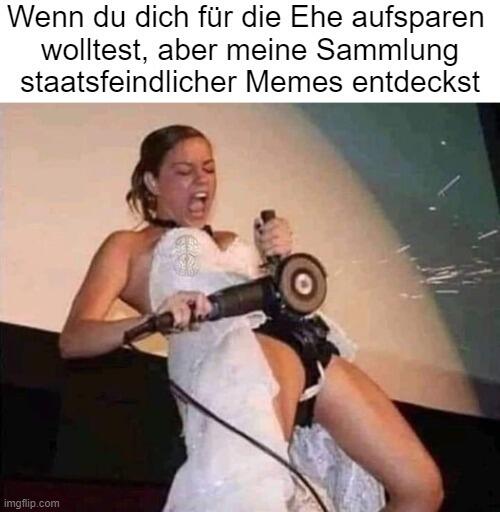 Wenn du dich für die Ehe aufsparen
wolltest, aber meine Sammlung
staatsfeindlicher Memes entdeckst
imgflip.com